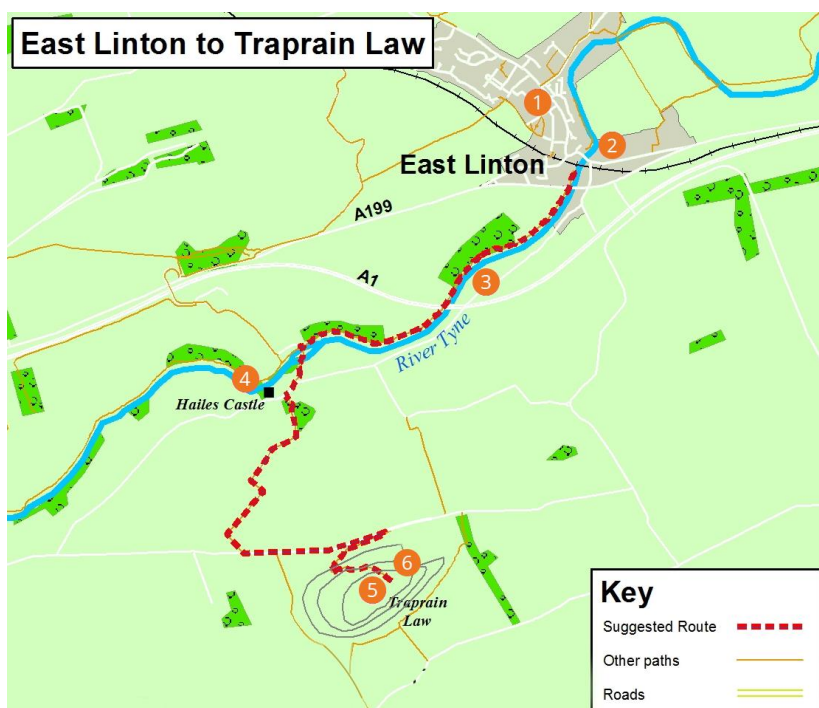 East Linton to Traprain Law
1
2
East Linton
A199
A1
3
River Tyne
4
Hailes Castle
6
5
Traprain
Law
Key
Suggested Route
Other paths
Roads